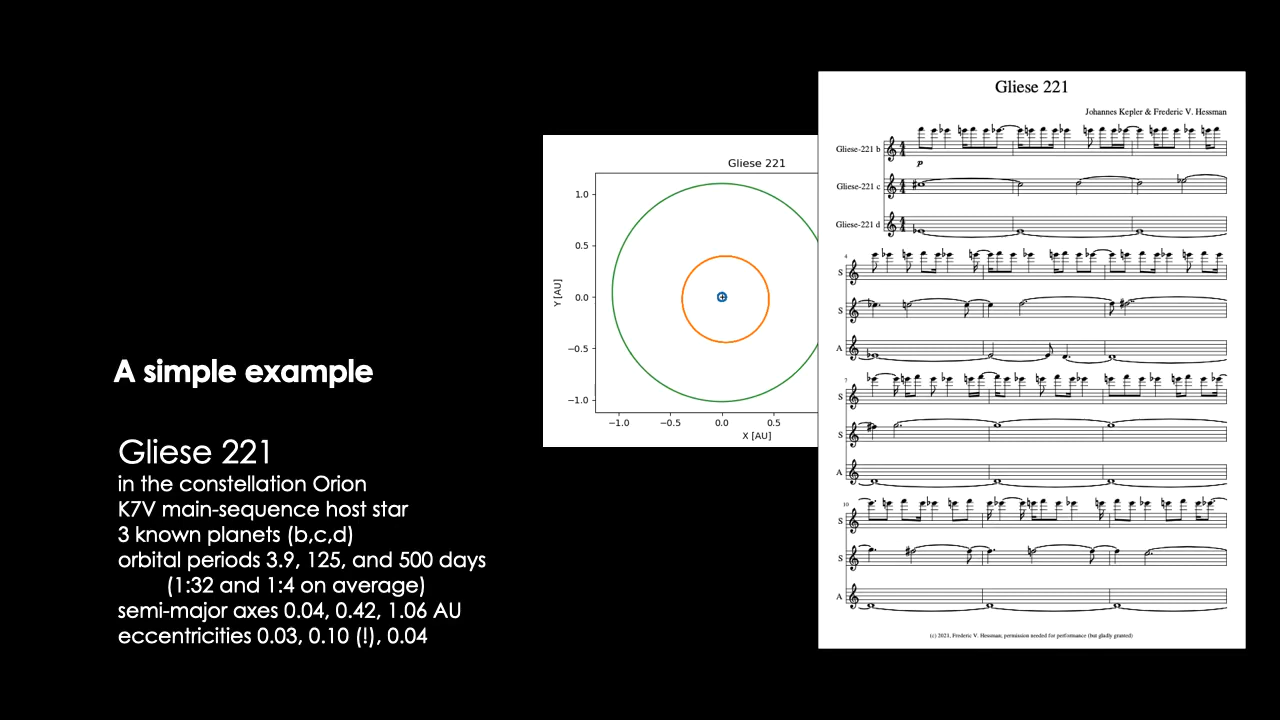 A simple example
Gliese 221
in the constellation Orion
K7V main-sequence host star
3 known planets (b,c,d)
orbital periods 3.9, 125, and 500 days
(1:32 and 1:4 on average)
semi-major axes 0.04, 0.42, 1.06 AU
eccentricities 0.03, 0.10 (!), 0.04
Gliese 221
1.0
0.5
0.0
−0.5
−1.0
Y [AU]
−1.0 −0.5 0.0 0.5
X [AU]
Gliese 221
Johannes Kepler & Frederic V. Hessman
Gliese-221 b
p
Gliese-221 c
Gliese-221 d
4
S
S
A
7
S
S
A
10
S
S
A
(c) 2021, Frederic V. Hessman; permission needed for performance (but gladly granted)